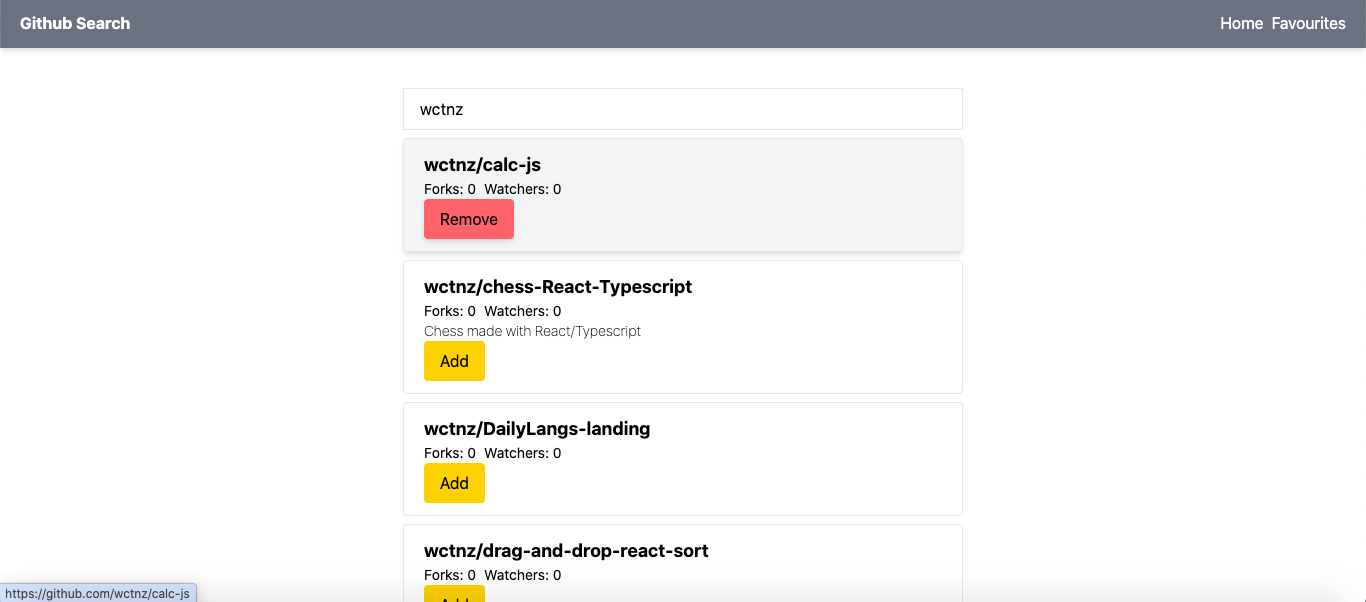 Github Search
Home Favourites
wctnz
wctnz/calc-js
Forks: 0 Watchers: 0
Remove
wctnz/chess-React-Typescript
Forks: 0 Watchers: 0
Chess made with React/Typescript
Add
wctnz/DailyLangs-landing
Forks: 0 Watchers: 0
Add
wctnz/drag-and-drop-react-sort
Forks: 0 Watchers: 0
Add
https://github.com/wctnz/calc-js